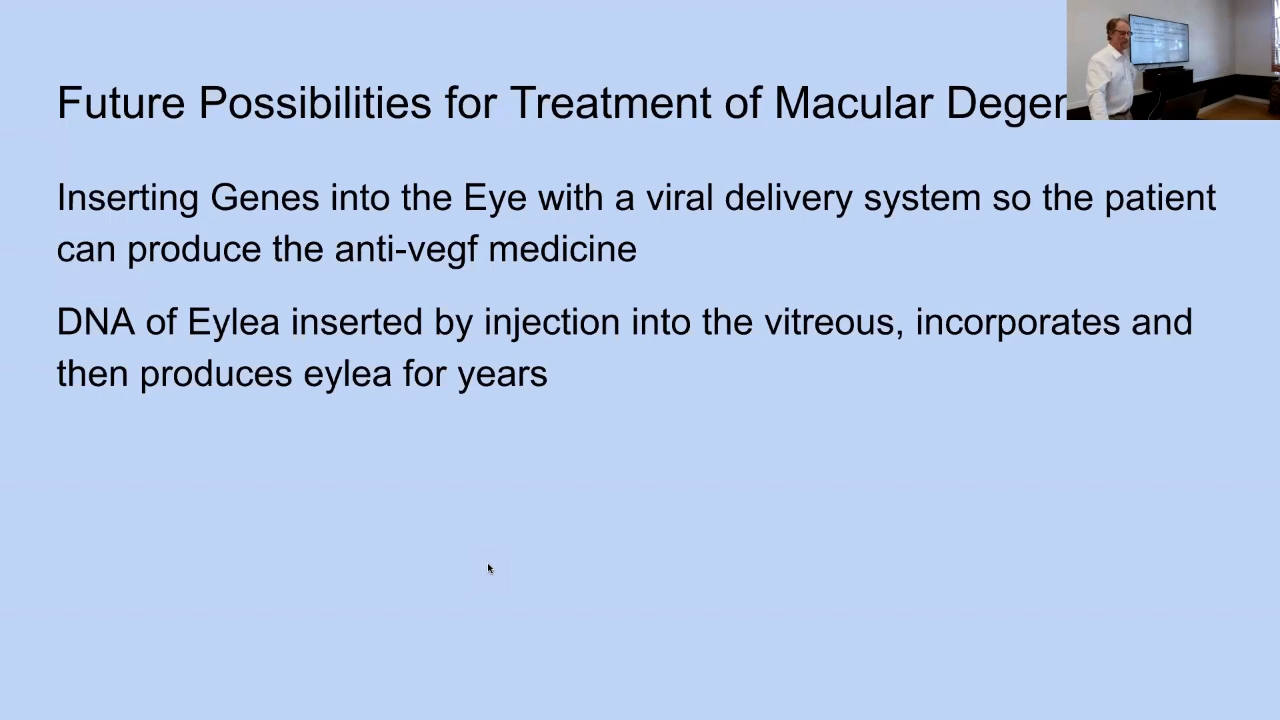 Future Possibilities for Treatment of Macular Degen
Inserting Genes into the Eye with a viral delivery system so the patient
can produce the anti-vegf medicine
DNA of Eylea inserted by injection into the vitreous, incorporates and
then produces eylea for years